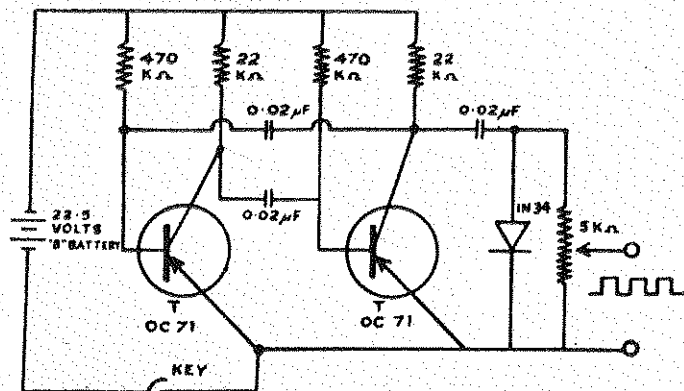 470
KΩ
22
KΩ
470
KΩ
22
KΩ
0·02µF
0·02µF
0·02µF
22·5
VOLTS
"B" BATTERY
IN34
5KΩ
T
OC 71
T
OC 71
KEY